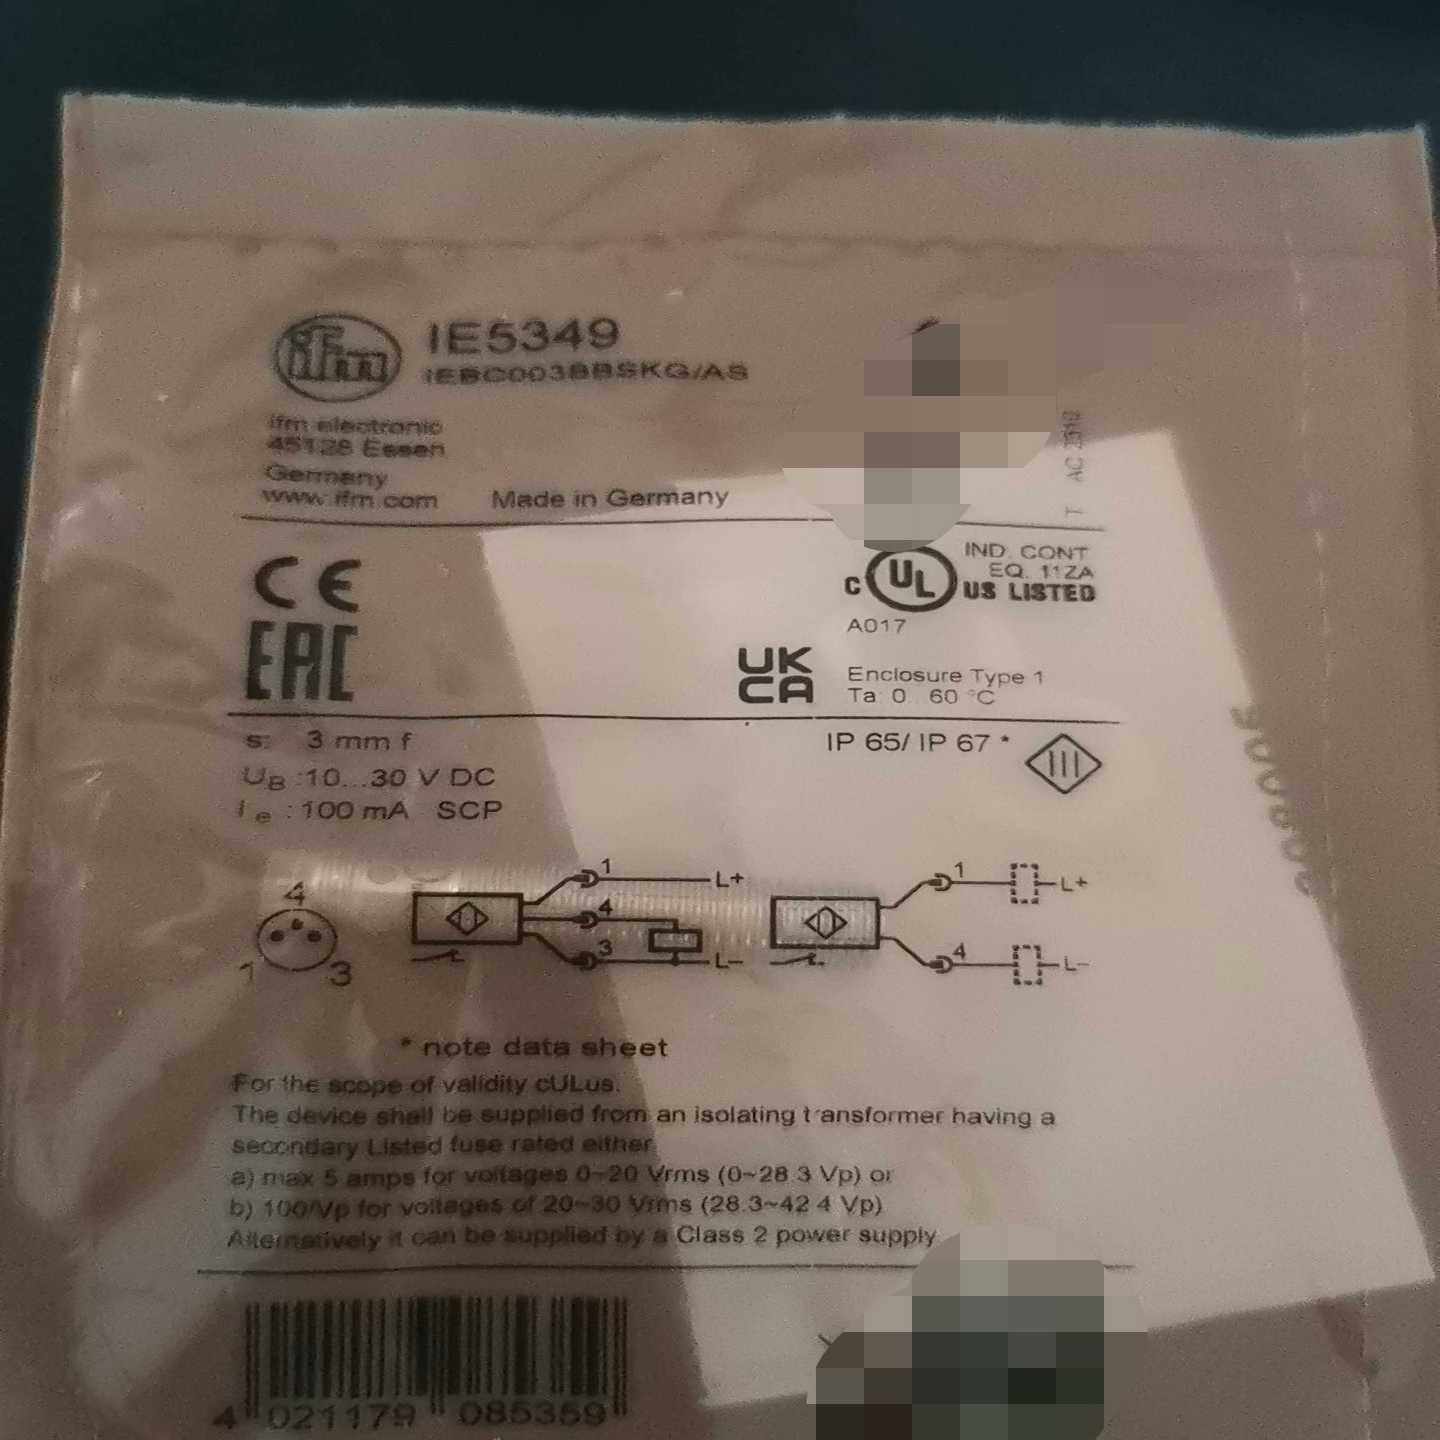 ifm
IE5349
IEBC003BBSKG/AS
ifm electronic
45128 Essen
Germany
www.ifm.com
Made in Germany
T AC
CE
EAC
C UL US LISTED
IND. CONT
EQ. 11ZA
A017
UK
CA
Enclosure Type 1
Ta: 0...60 °C
s: 3 mm f
UB :10...30 V DC
Ie : 100 mA SCP
IP 65/ IP 67 *
4
1
3
1
L+
4
3
L-
1
L+
4
L-
* note data sheet
For the scope of validity cULus.
The device shall be supplied from an isolating transformer having a
secondary Listed fuse rated either
a) max 5 amps for voltages 0~20 Vrms (0~28.3 Vp) or
b) 100/Vp for voltages of 20~30 Vrms (28.3~42.4 Vp)
Alternatively it can be supplied by a Class 2 power supply.
4 021179 085359